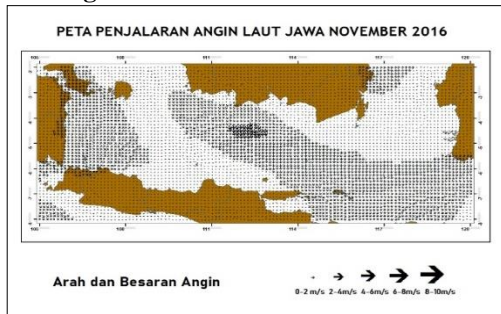 PETA PENJALARAN ANGIN LAUT JAWA NOVEMBER 2016
105 108 111 114 117 120
105 108 111 114 117 120
Arah dan Besaran Angin
0-2 m/s 2-4m/s 4-6m/s 6-8m/s 8-10m/s